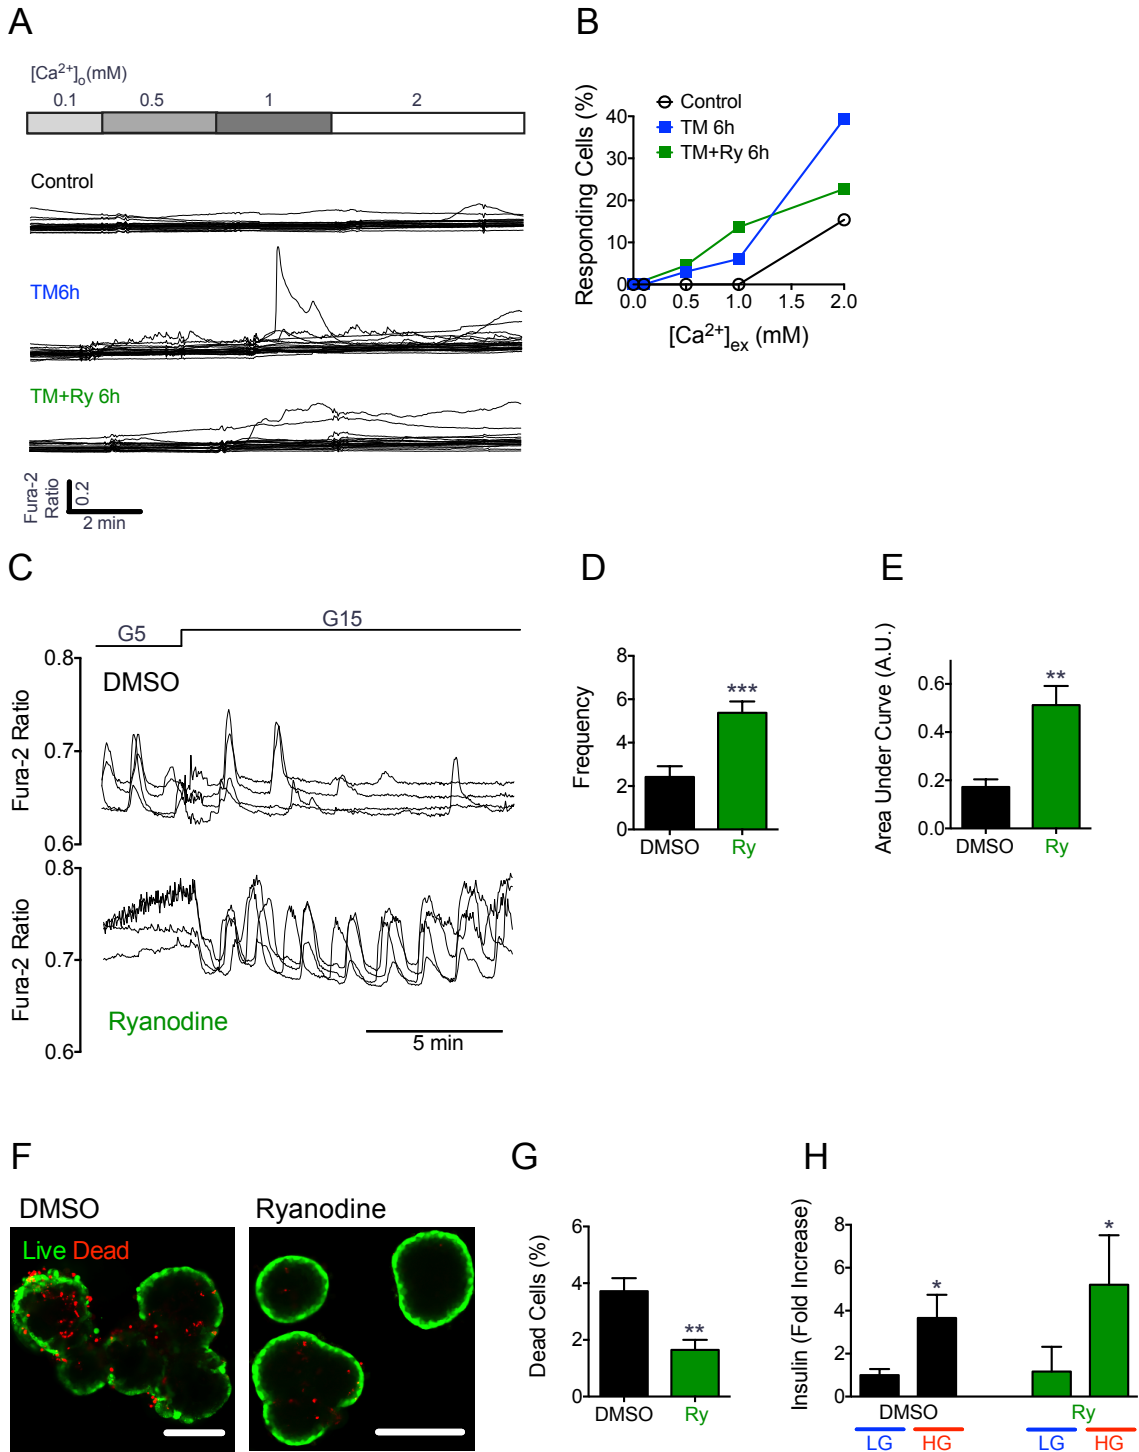 A
[Ca²⁺]ₒ(mM)
0.1 0.5 1 2
Control
TM6h
TM+Ry 6h
Fura-2
Ratio
0.2
2 min
B
Control
TM 6h
TM+Ry 6h
Responding Cells (%)
40
30
20
10
0
0.0 0.5 1.0 1.5 2.0
[Ca²⁺]ex (mM)
C
G5 G15
Fura-2 Ratio
0.8
0.7
0.6
DMSO
Fura-2 Ratio
0.8
0.7
0.6
Ryanodine
5 min
D
Frequency
8
6
4
2
0
***
DMSO Ry
E
Area Under Curve (A.U.)
0.6
0.4
0.2
0.0
**
DMSO Ry
F
DMSO Ryanodine
Live Dead
G
Dead Cells (%)
6
4
2
0
**
DMSO Ry
H
Insulin (Fold Increase)
8
6
4
2
0
* *
DMSO Ry
LG HG LG HG